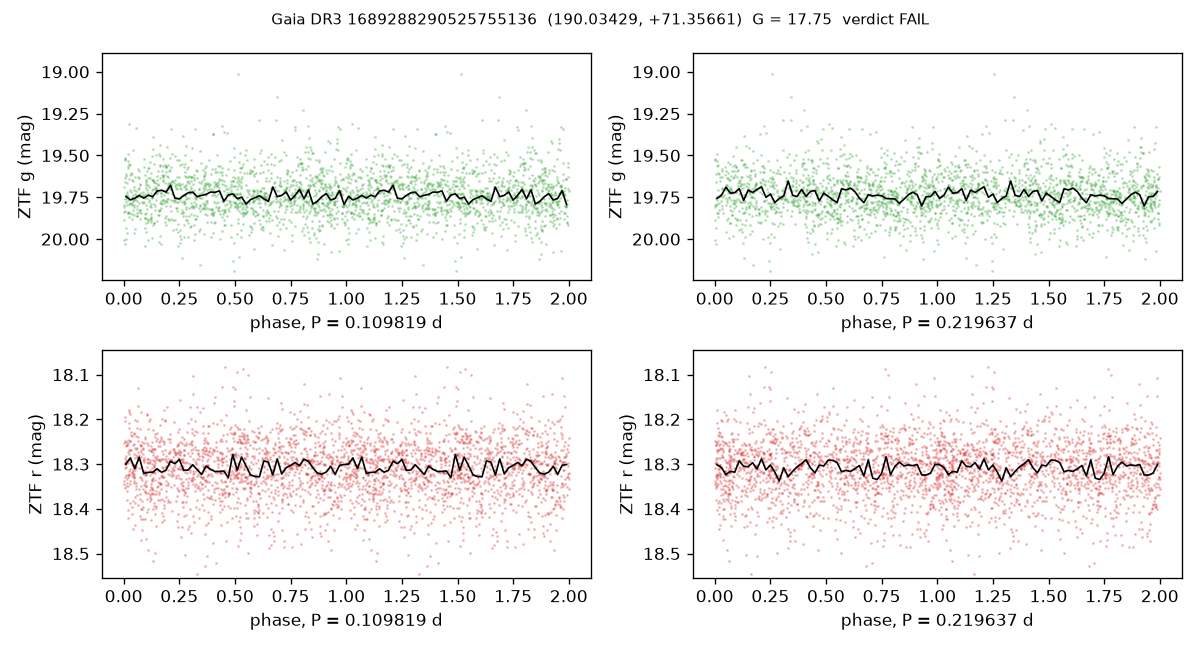 Gaia DR3 1689288290525755136 (190.03429, +71.35661) G = 17.75 verdict FAIL
ZTF g (mag)
19.00
19.25
19.50
19.75
20.00
0.00 0.25 0.50 0.75 1.00 1.25 1.50 1.75 2.00
phase, P = 0.109819 d
ZTF g (mag)
19.00
19.25
19.50
19.75
20.00
0.00 0.25 0.50 0.75 1.00 1.25 1.50 1.75 2.00
phase, P = 0.219637 d
ZTF r (mag)
18.1
18.2
18.3
18.4
18.5
0.00 0.25 0.50 0.75 1.00 1.25 1.50 1.75 2.00
phase, P = 0.109819 d
ZTF r (mag)
18.1
18.2
18.3
18.4
18.5
0.00 0.25 0.50 0.75 1.00 1.25 1.50 1.75 2.00
phase, P = 0.219637 d